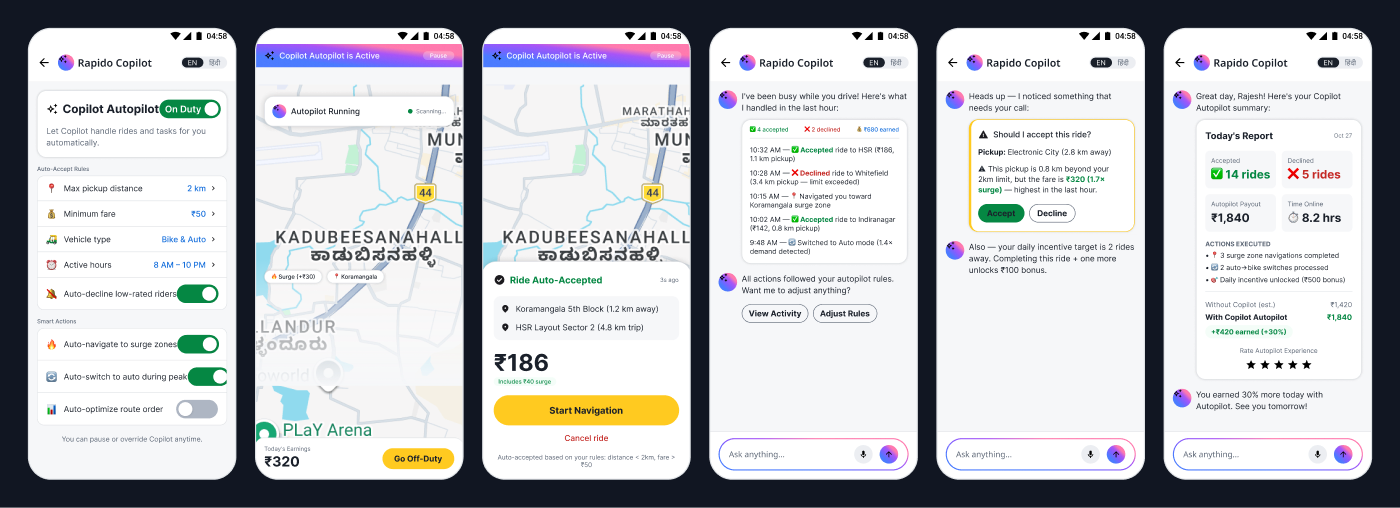 04:58
Rapido Copilot
EN
हिंदी
Copilot Autopilot
On Duty
Let Copilot handle rides and tasks for you
automatically.
Auto-Accept Rules
Max pickup distance
2 km
Minimum fare
₹50
Vehicle type
Bike & Auto
Active hours
8 AM – 10 PM
Auto-decline low-rated riders
Smart Actions
Auto-navigate to surge zones
Auto-switch to auto during peak
Auto-optimize route order
You can pause or override Copilot anytime.
04:58
Copilot Autopilot is Active
Pause
Autopilot Running
Scanning...
MUN
44
KADUBEESANAHALL
ಕಾಡುಬಿಸನಹಳ್ಳಿ
🔥 Surge (+₹30)
📍 Koramangala
LLANDUR
ಳ್ಳಂದೂರು
oworld
PLaY Arena
Today's Earnings
₹320
Go Off-Duty
04:58
Copilot Autopilot is Active
Pause
MARATHAH
ಮಾರತಹ
MUN
44
KADUBEESANAHALL
ಕಾಡುಬಿಸನಹಳ್ಳಿ
Ride Auto-Accepted
3s ago
Koramangala 5th Block (1.2 km away)
HSR Layout Sector 2 (4.8 km trip)
₹186
Includes ₹40 surge
Start Navigation
Cancel ride
Auto-accepted based on your rules: distance < 2km, fare >
₹50
04:58
Rapido Copilot
EN
हिंदी
I've been busy while you drive! Here's what
I handled in the last hour:
✅ 4 accepted
❌ 2 declined
💰 ₹680 earned
10:32 AM — ✅ Accepted ride to HSR (₹186,
1.1 km pickup)
10:28 AM — ❌ Declined ride to Whitefield
(3.4 km pickup — limit exceeded)
10:15 AM — 📍 Navigated you toward
Koramangala surge zone
10:02 AM — ✅ Accepted ride to Indiranagar
(₹142, 0.8 km pickup)
9:48 AM — 🔄 Switched to Auto mode (1.4×
demand detected)
All actions followed your autopilot rules.
Want me to adjust anything?
View Activity
Adjust Rules
Ask anything...
04:58
Rapido Copilot
EN
हिंदी
Heads up — I noticed something that
needs your call:
Should I accept this ride?
Pickup: Electronic City (2.8 km away)
⚠ This pickup is 0.8 km beyond your
2km limit, but the fare is ₹320 (1.7×
surge) — highest in the last hour.
Accept
Decline
Also — your daily incentive target is 2 rides
away. Completing this ride + one more
unlocks ₹100 bonus.
Ask anything...
04:58
Rapido Copilot
EN
हिंदी
Great day, Rajesh! Here's your Copilot
Autopilot summary:
Today's Report
Oct 27
Accepted
✅ 14 rides
Declined
❌ 5 rides
Autopilot Payout
₹1,840
Time Online
⏱ 8.2 hrs
ACTIONS EXECUTED
• 📍 3 surge zone navigations completed
• 🔄 2 auto→bike switches processed
• 🎯 Daily incentive unlocked (₹500 bonus)
Without Copilot (est.)
₹1,420
With Copilot Autopilot
₹1,840
+₹420 earned (+30%)
Rate Autopilot Experience
★ ★ ★ ★ ★
You earned 30% more today with
Autopilot. See you tomorrow!
Ask anything...